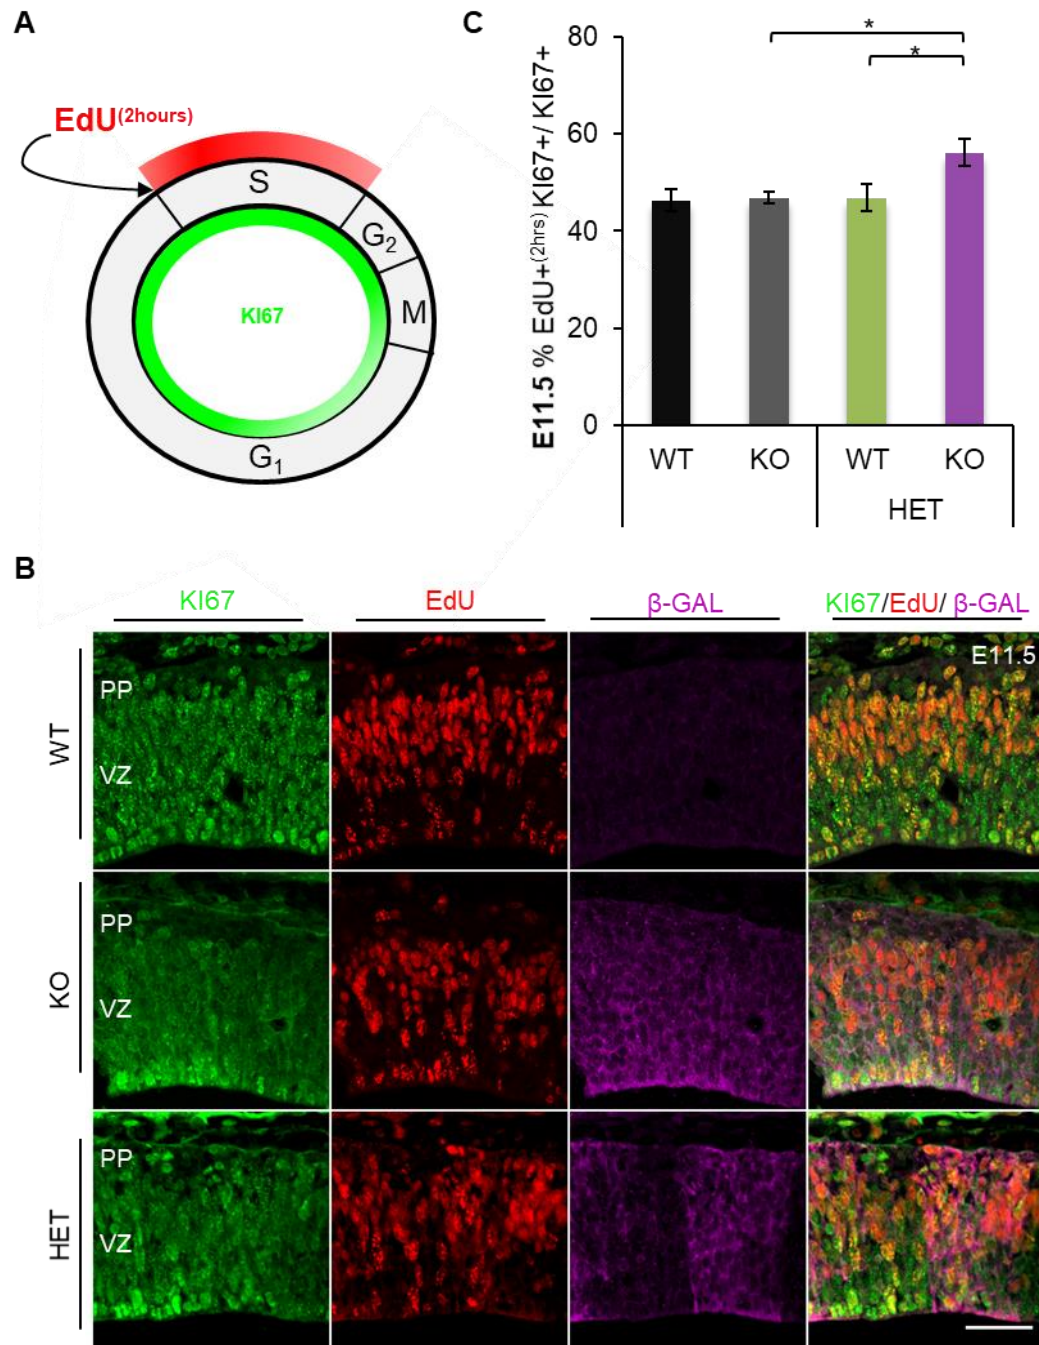 A
EdU(2hours)
S
G2
M
KI67
G1
C
80
60
40
20
0
E11.5 % EdU+(2hrs) KI67+/ KI67+
*
*
WT
KO
WT
KO
HET
B
KI67
EdU
β-GAL
KI67/EdU/ β-GAL
WT
PP
VZ
E11.5
KO
PP
VZ
HET
PP
VZ